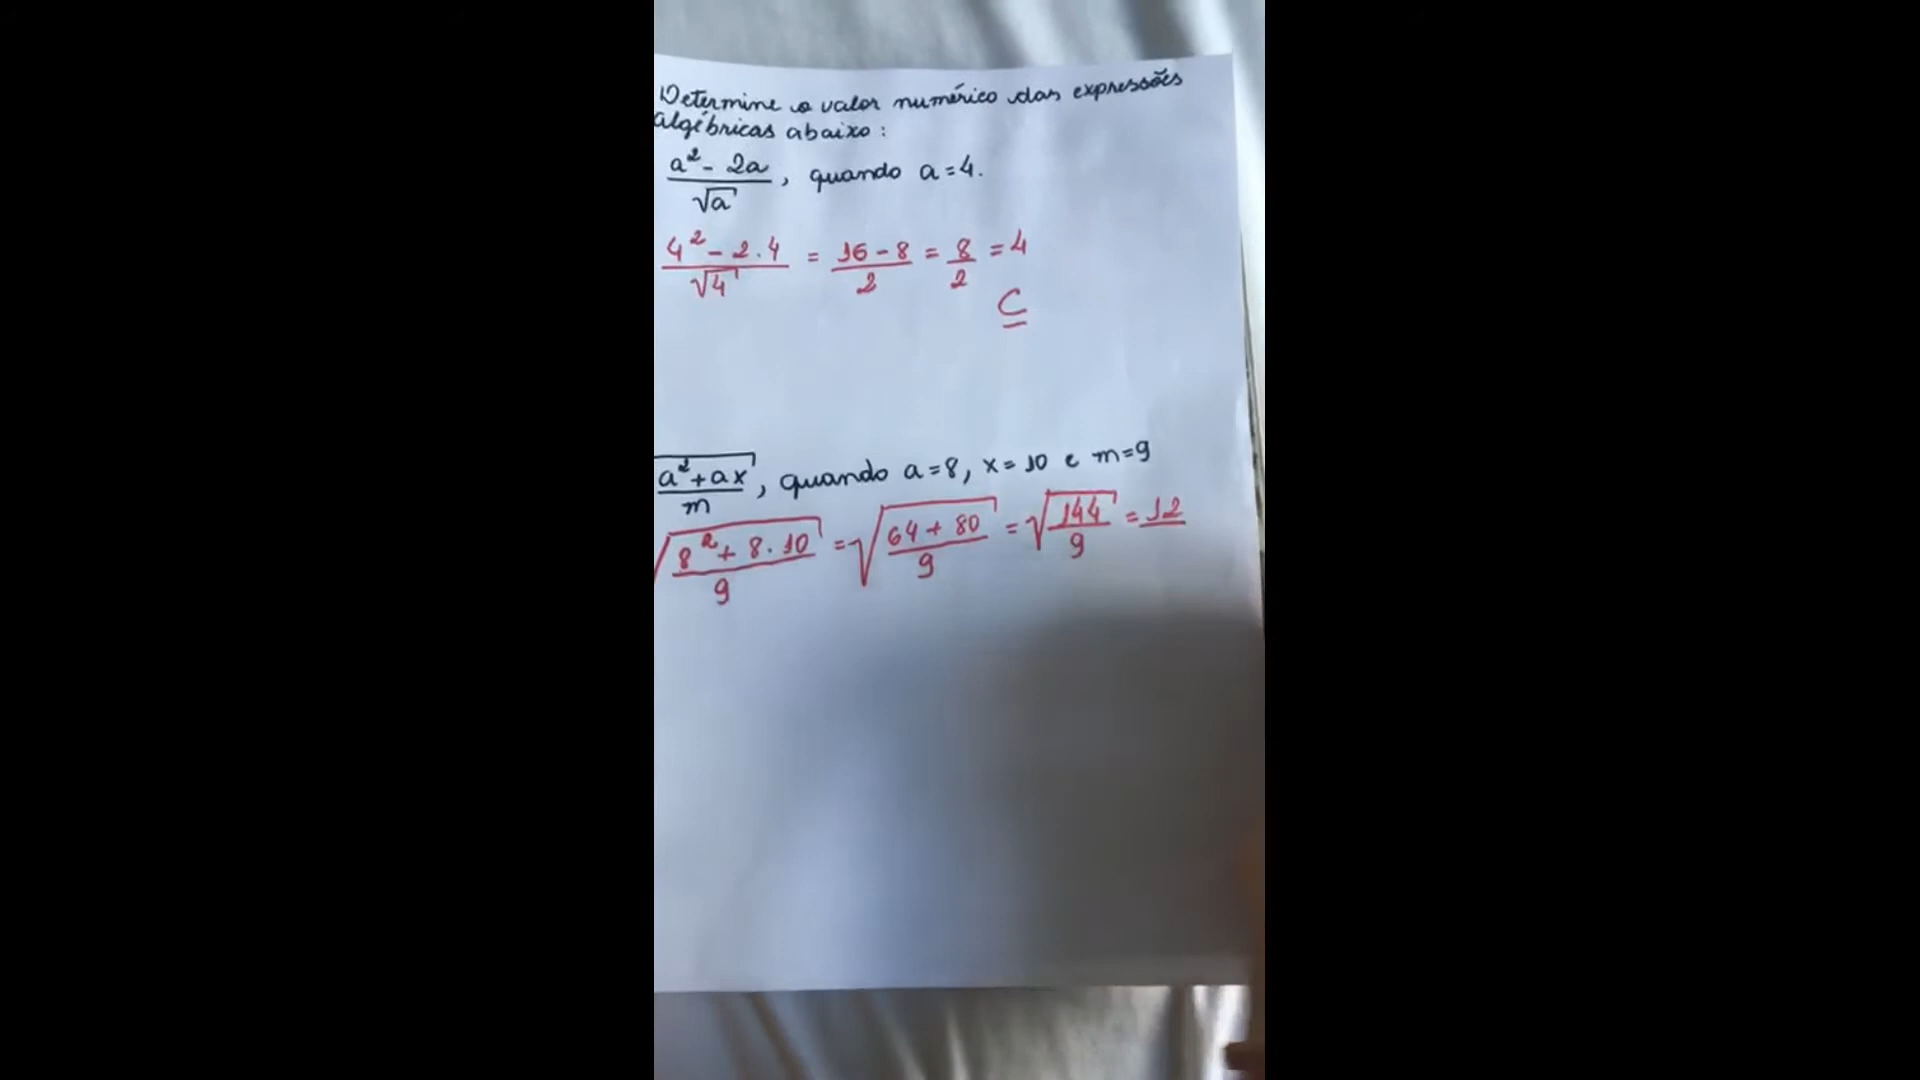 Determine o valor numérico das expressões
algébricas abaixo:
a² - 2a / √a , quando a = 4.
4² - 2.4 / √4 = 16 - 8 / 2 = 8 / 2 = 4
C
√(a² + ax / m) , quando a = 8, x = 10 e m = 9
√(8² + 8.10 / 9) = √(64 + 80 / 9) = √(144 / 9) = 12